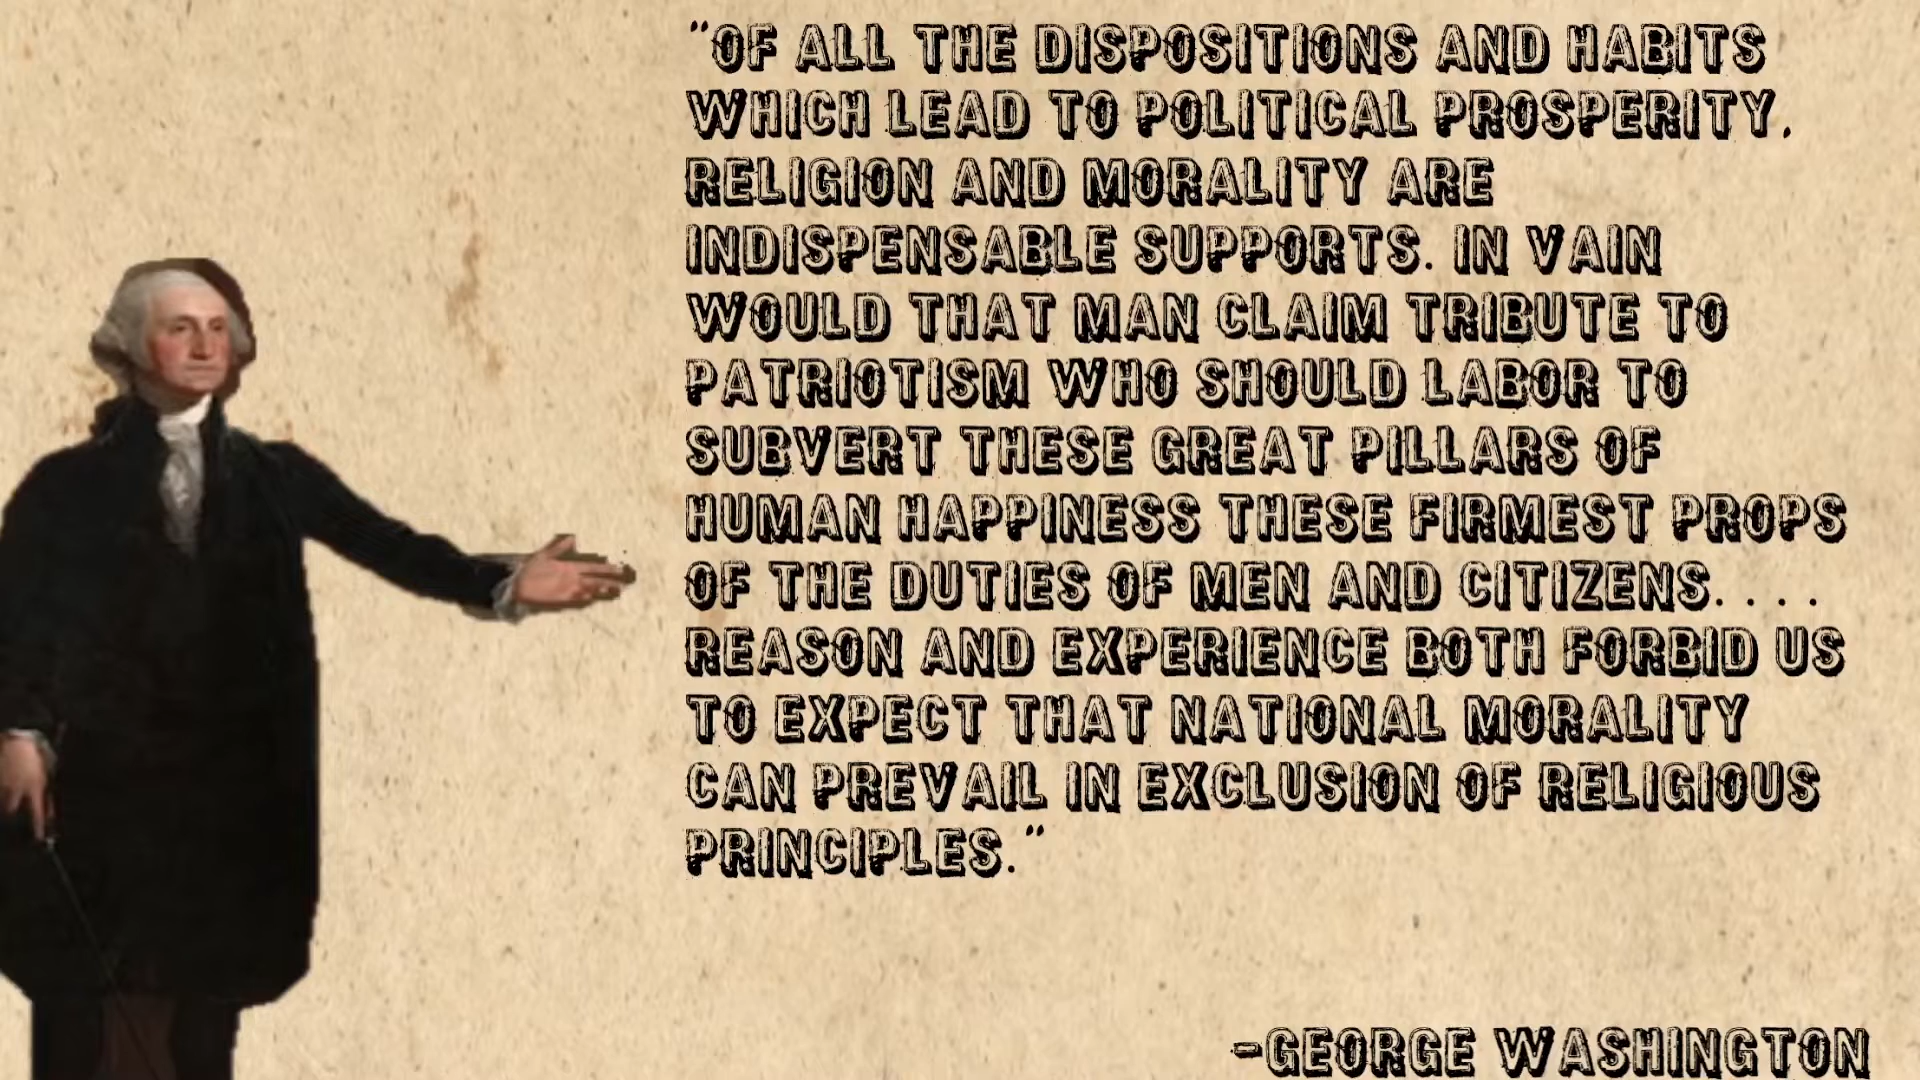 "OF ALL THE DISPOSITIONS AND HABITS
WHICH LEAD TO POLITICAL PROSPERITY,
RELIGION AND MORALITY ARE
INDISPENSABLE SUPPORTS. IN VAIN
WOULD THAT MAN CLAIM TRIBUTE TO
PATRIOTISM WHO SHOULD LABOR TO
SUBVERT THESE GREAT PILLARS OF
HUMAN HAPPINESS THESE FIRMEST PROPS
OF THE DUTIES OF MEN AND CITIZENS. . . .
REASON AND EXPERIENCE BOTH FORBID US
TO EXPECT THAT NATIONAL MORALITY
CAN PREVAIL IN EXCLUSION OF RELIGIOUS
PRINCIPLES."
-GEORGE WASHINGTON